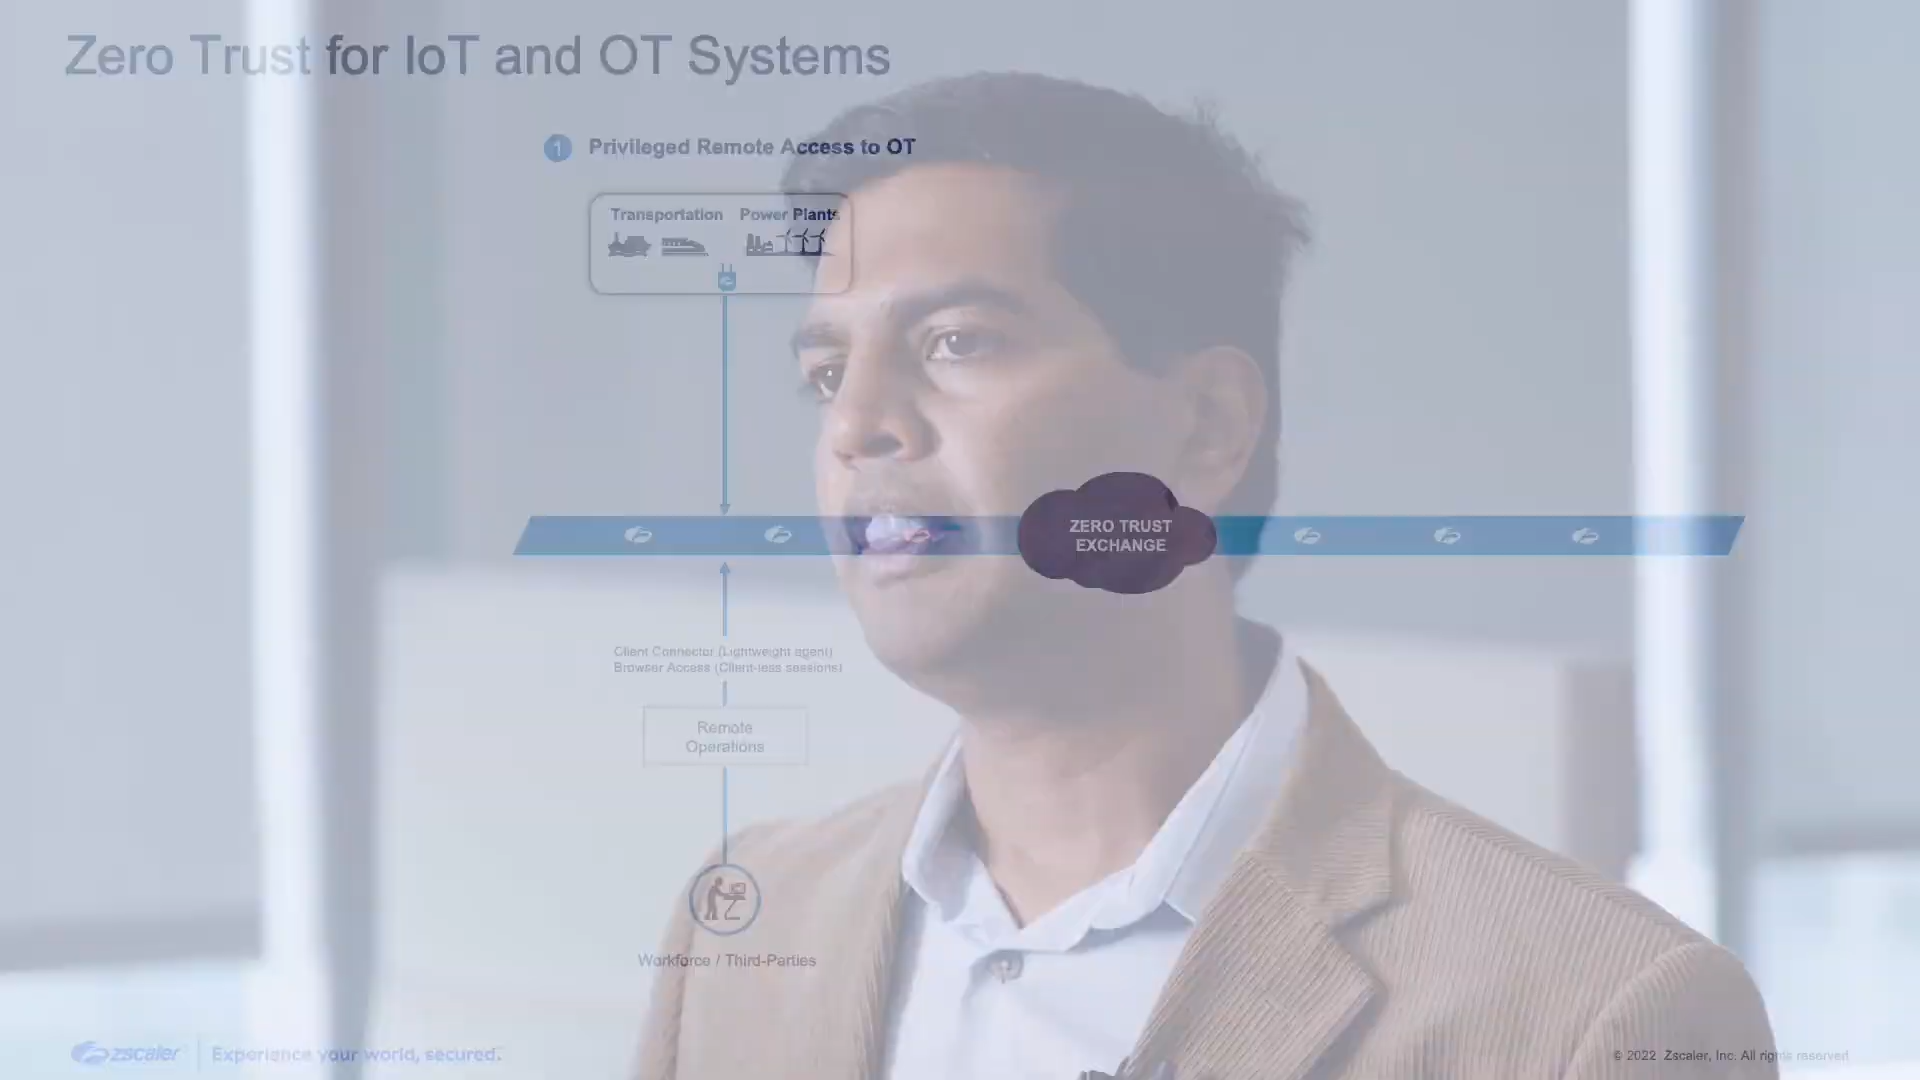 Zero Trust for IoT and OT Systems
1 Privileged Remote Access to OT
Transportation Power Plants
ZERO TRUST
EXCHANGE
Client Connector (Lightweight agent)
Browser Access (Client-less sessions)
Remote
Operations
Workforce / Third-Parties
zscaler Experience your world, secured.
© 2022 Zscaler, Inc. All rights reserved.